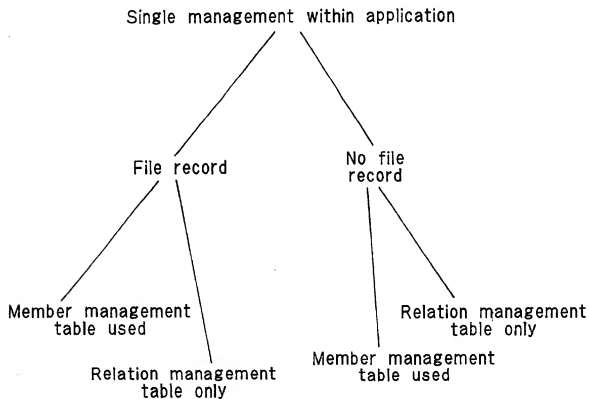 Single management within application
File record
No file
record
Member management
table used
Relation management
table only
Member management
table used
Relation management
table only